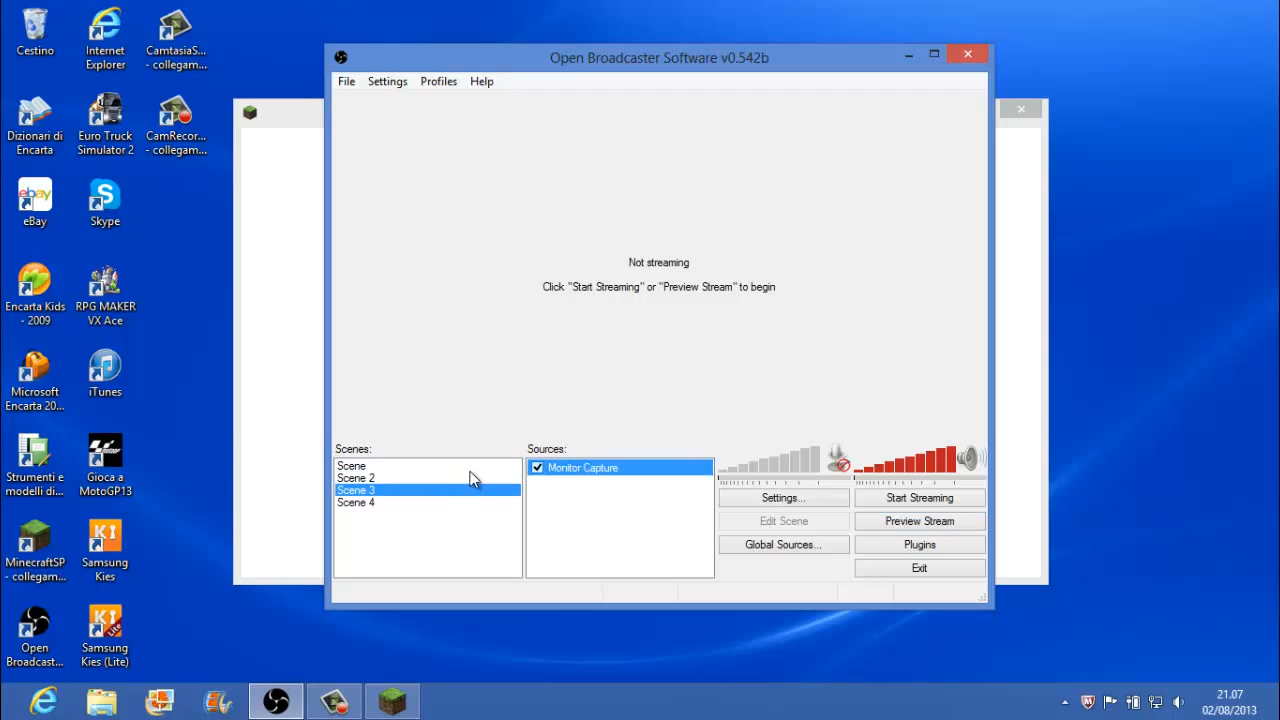 Cestino
Internet
Explorer
CamtasiaS...
- collegam...
Dizionari di
Encarta
Euro Truck
Simulator 2
CamRecor...
- collegam...
eBay
Skype
Encarta Kids
- 2009
RPG MAKER
VX Ace
Microsoft
Encarta 20...
iTunes
Strumenti e
modelli di...
Gioca a
MotoGP13
MinecraftSP
- collegam...
Samsung
Kies
Open
Broadcast...
Samsung
Kies (Lite)
Open Broadcaster Software v0.542b
File Settings Profiles Help
Not streaming
Click "Start Streaming" or "Preview Stream" to begin
Scenes:
Scene
Scene 2
Scene 3
Scene 4
Sources:
Monitor Capture
Settings...
Start Streaming
Edit Scene
Preview Stream
Global Sources...
Plugins
Exit
21.07
02/08/2013